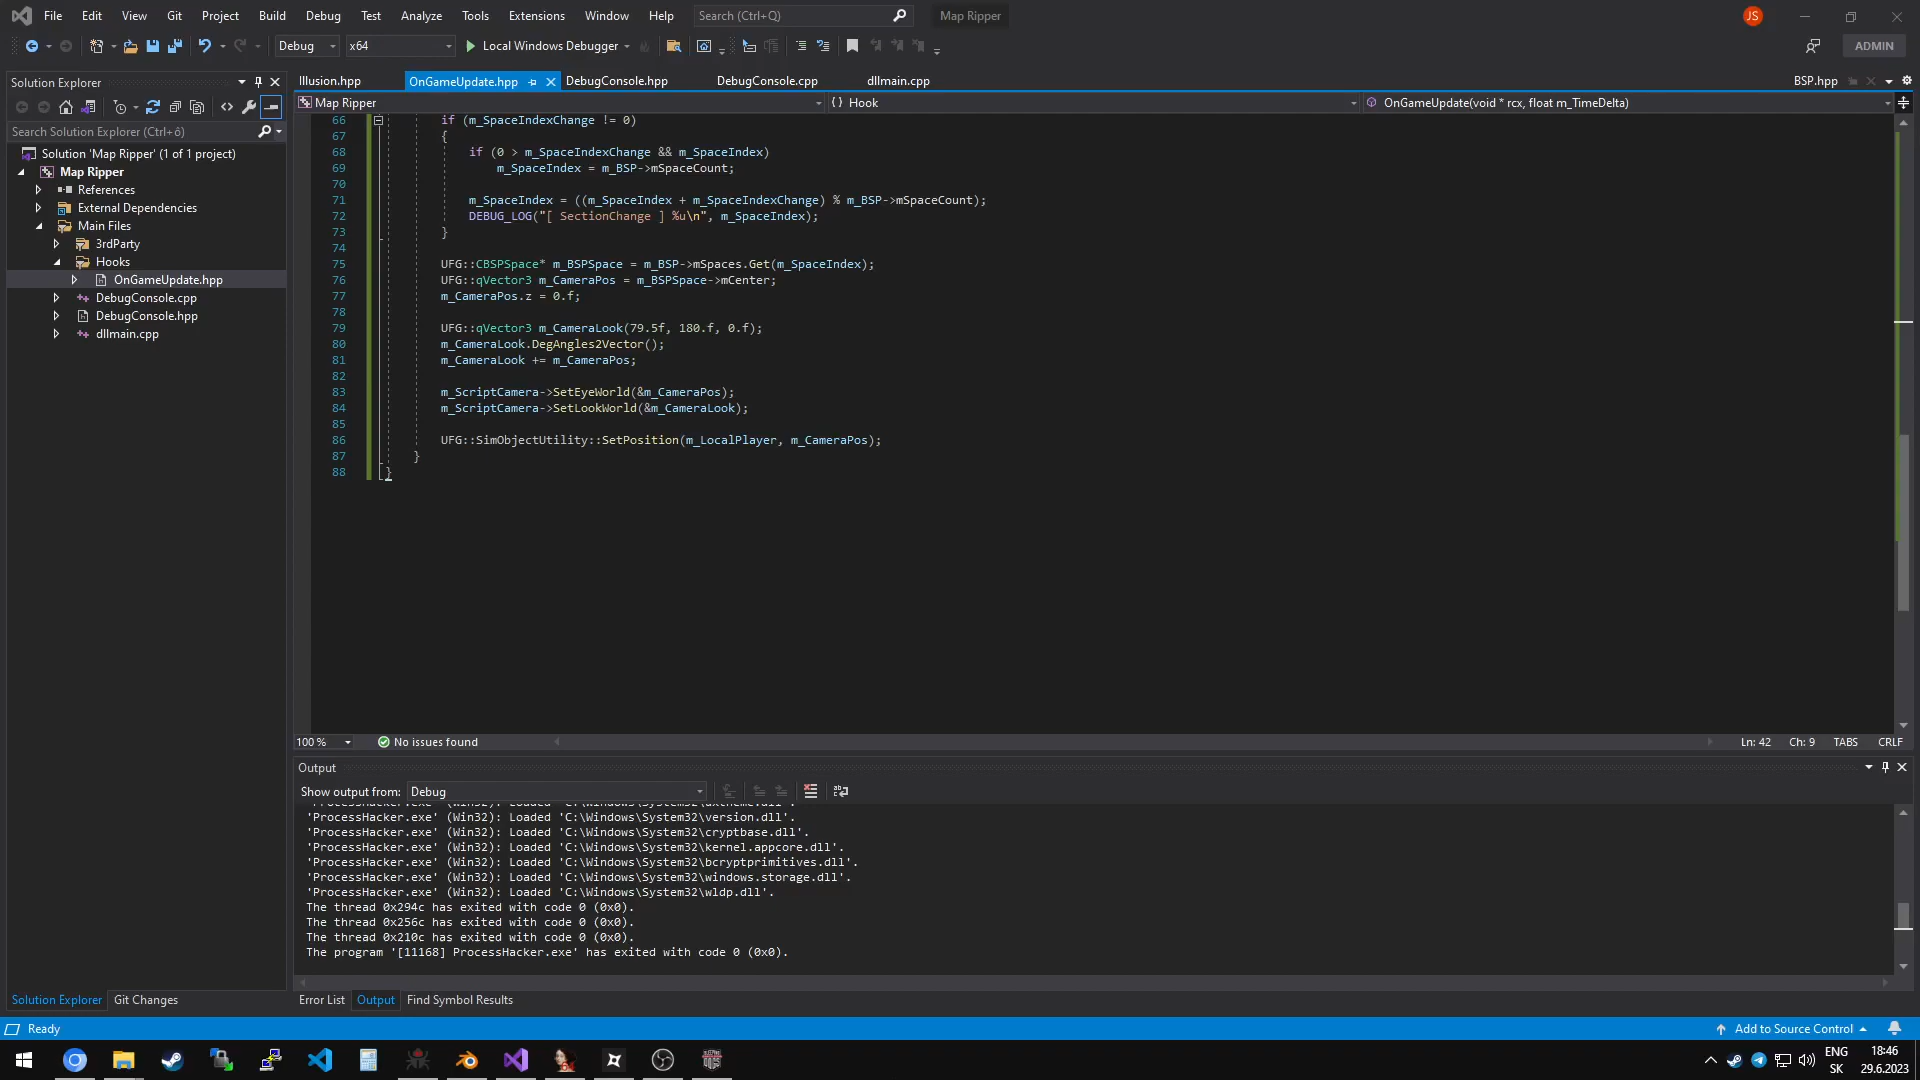 File Edit View Git Project Build Debug Test Analyze Tools Extensions Window Help Search (Ctrl+Q) Map Ripper JS
Debug x64 Local Windows Debugger ADMIN
Solution Explorer
Illusion.hpp OnGameUpdate.hpp DebugConsole.hpp DebugConsole.cpp dllmain.cpp BSP.hpp
Map Ripper {} Hook OnGameUpdate(void * rcx, float m_TimeDelta)
Search Solution Explorer (Ctrl+ô)
Solution 'Map Ripper' (1 of 1 project)
Map Ripper
References
External Dependencies
Main Files
3rdParty
Hooks
OnGameUpdate.hpp
DebugConsole.cpp
DebugConsole.hpp
dllmain.cpp
66 if (m_SpaceIndexChange != 0)
67 {
68 if (0 > m_SpaceIndexChange && m_SpaceIndex)
69 m_SpaceIndex = m_BSP->mSpaceCount;
70
71 m_SpaceIndex = ((m_SpaceIndex + m_SpaceIndexChange) % m_BSP->mSpaceCount);
72 DEBUG_LOG("[ SectionChange ] %u\n", m_SpaceIndex);
73 }
74
75 UFG::CBSPSpace* m_BSPSpace = m_BSP->mSpaces.Get(m_SpaceIndex);
76 UFG::qVector3 m_CameraPos = m_BSPSpace->mCenter;
77 m_CameraPos.z = 0.f;
78
79 UFG::qVector3 m_CameraLook(79.5f, 180.f, 0.f);
80 m_CameraLook.DegAngles2Vector();
81 m_CameraLook += m_CameraPos;
82
83 m_ScriptCamera->SetEyeWorld(&m_CameraPos);
84 m_ScriptCamera->SetLookWorld(&m_CameraLook);
85
86 UFG::SimObjectUtility::SetPosition(m_LocalPlayer, m_CameraPos);
87 }
88 }
100 % No issues found Ln: 42 Ch: 9 TABS CRLF
Output
Show output from: Debug
'ProcessHacker.exe' (Win32): Loaded 'C:\Windows\System32\uxtheme.dll'.
'ProcessHacker.exe' (Win32): Loaded 'C:\Windows\System32\version.dll'.
'ProcessHacker.exe' (Win32): Loaded 'C:\Windows\System32\cryptbase.dll'.
'ProcessHacker.exe' (Win32): Loaded 'C:\Windows\System32\kernel.appcore.dll'.
'ProcessHacker.exe' (Win32): Loaded 'C:\Windows\System32\bcryptprimitives.dll'.
'ProcessHacker.exe' (Win32): Loaded 'C:\Windows\System32\windows.storage.dll'.
'ProcessHacker.exe' (Win32): Loaded 'C:\Windows\System32\wldp.dll'.
The thread 0x294c has exited with code 0 (0x0).
The thread 0x256c has exited with code 0 (0x0).
The thread 0x210c has exited with code 0 (0x0).
The program '[11168] ProcessHacker.exe' has exited with code 0 (0x0).
Solution Explorer Git Changes Error List Output Find Symbol Results
Ready Add to Source Control
ENG 18:46
SK 29.6.2023